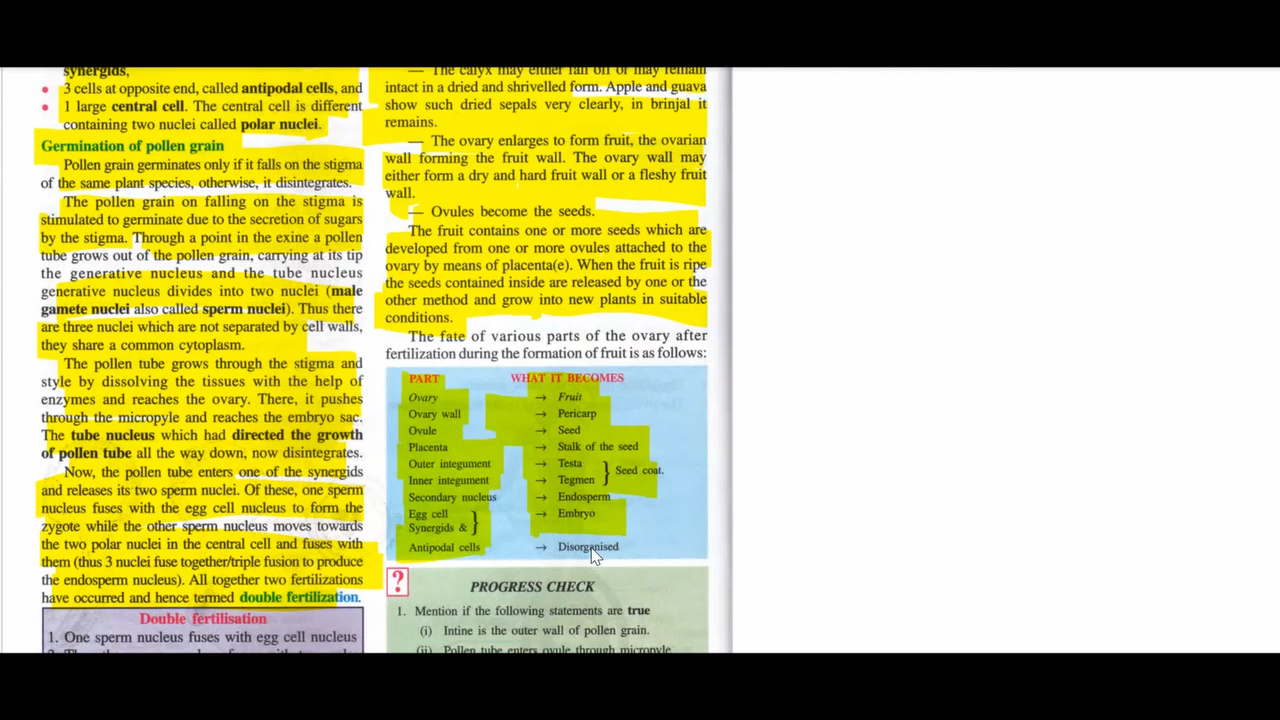 synergids,
• 3 cells at opposite end, called antipodal cells, and
• 1 large central cell. The central cell is different
containing two nuclei called polar nuclei.
Germination of pollen grain
Pollen grain germinates only if it falls on the stigma
of the same plant species, otherwise, it disintegrates.
The pollen grain on falling on the stigma is
stimulated to germinate due to the secretion of sugars
by the stigma. Through a point in the exine a pollen
tube grows out of the pollen grain, carrying at its tip
the generative nucleus and the tube nucleus
generative nucleus divides into two nuclei (male
gamete nuclei also called sperm nuclei). Thus there
are three nuclei which are not separated by cell walls,
they share a common cytoplasm.
The pollen tube grows through the stigma and
style by dissolving the tissues with the help of
enzymes and reaches the ovary. There, it pushes
through the micropyle and reaches the embryo sac.
The tube nucleus which had directed the growth
of pollen tube all the way down, now disintegrates.
Now, the pollen tube enters one of the synergids
and releases its two sperm nuclei. Of these, one sperm
nucleus fuses with the egg cell nucleus to form the
zygote while the other sperm nucleus moves towards
the two polar nuclei in the central cell and fuses with
them (thus 3 nuclei fuse together/triple fusion to produce
the endosperm nucleus). All together two fertilizations
have occurred and hence termed double fertilization.
Double fertilisation
1. One sperm nucleus fuses with egg cell nucleus
— The calyx may either fall off or may remain
intact in a dried and shrivelled form. Apple and guava
show such dried sepals very clearly, in brinjal it
remains.
— The ovary enlarges to form fruit, the ovarian
wall forming the fruit wall. The ovary wall may
either form a dry and hard fruit wall or a fleshy fruit
wall.
— Ovules become the seeds.
The fruit contains one or more seeds which are
developed from one or more ovules attached to the
ovary by means of placenta(e). When the fruit is ripe
the seeds contained inside are released by one or the
other method and grow into new plants in suitable
conditions.
The fate of various parts of the ovary after
fertilization during the formation of fruit is as follows:
PART WHAT IT BECOMES
Ovary → Fruit
Ovary wall → Pericarp
Ovule → Seed
Placenta → Stalk of the seed
Outer integument → Testa
Inner integument → Tegmen } Seed coat.
Secondary nucleus → Endosperm
Egg cell → Embryo
Synergids & }
Antipodal cells → Disorganised
? PROGRESS CHECK
1. Mention if the following statements are true
(i) Intine is the outer wall of pollen grain.
(ii) Pollen tube enters ovule through micropyle